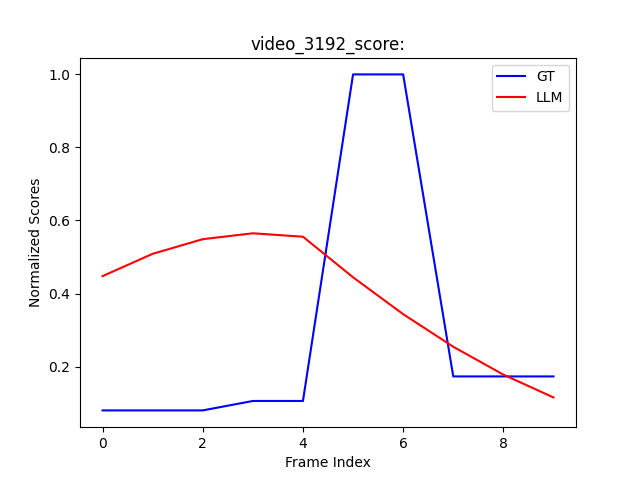 video_3192_score:
GT
LLM
Normalized Scores
1.0
0.8
0.6
0.4
0.2
0 2 4 6 8
Frame Index